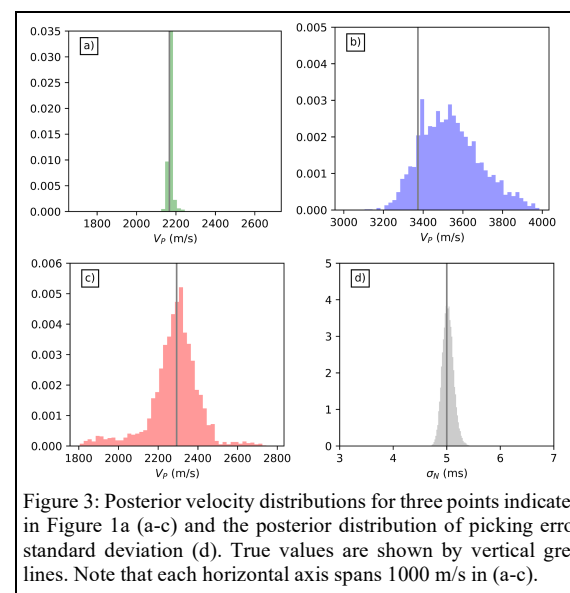 a)
0.035
0.030
0.025
0.020
0.015
0.010
0.005
0.000
1800 2000 2200 2400 2600
V_P (m/s)
b)
0.005
0.004
0.003
0.002
0.001
0.000
3000 3200 3400 3600 3800 4000
V_P (m/s)
c)
0.006
0.005
0.004
0.003
0.002
0.001
0.000
1800 2000 2200 2400 2600 2800
V_P (m/s)
d)
5
4
3
2
1
0
3 4 5 6 7
σ_N (ms)
Figure 3: Posterior velocity distributions for three points indicate
in Figure 1a (a-c) and the posterior distribution of picking erro
standard deviation (d). True values are shown by vertical gre
lines. Note that each horizontal axis spans 1000 m/s in (a-c).